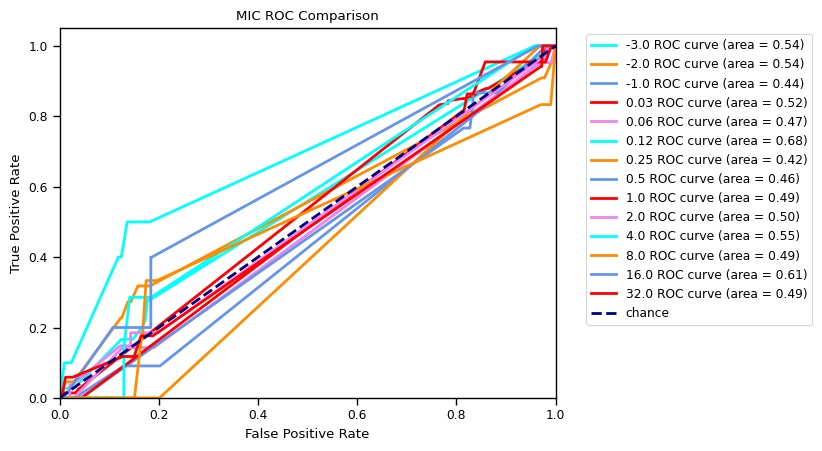 MIC ROC Comparison
1.0
0.8
0.6
0.4
0.2
0.0
True Positive Rate
0.0 0.2 0.4 0.6 0.8 1.0
False Positive Rate
-3.0 ROC curve (area = 0.54)
-2.0 ROC curve (area = 0.54)
-1.0 ROC curve (area = 0.44)
0.03 ROC curve (area = 0.52)
0.06 ROC curve (area = 0.47)
0.12 ROC curve (area = 0.68)
0.25 ROC curve (area = 0.42)
0.5 ROC curve (area = 0.46)
1.0 ROC curve (area = 0.49)
2.0 ROC curve (area = 0.50)
4.0 ROC curve (area = 0.55)
8.0 ROC curve (area = 0.49)
16.0 ROC curve (area = 0.61)
32.0 ROC curve (area = 0.49)
chance